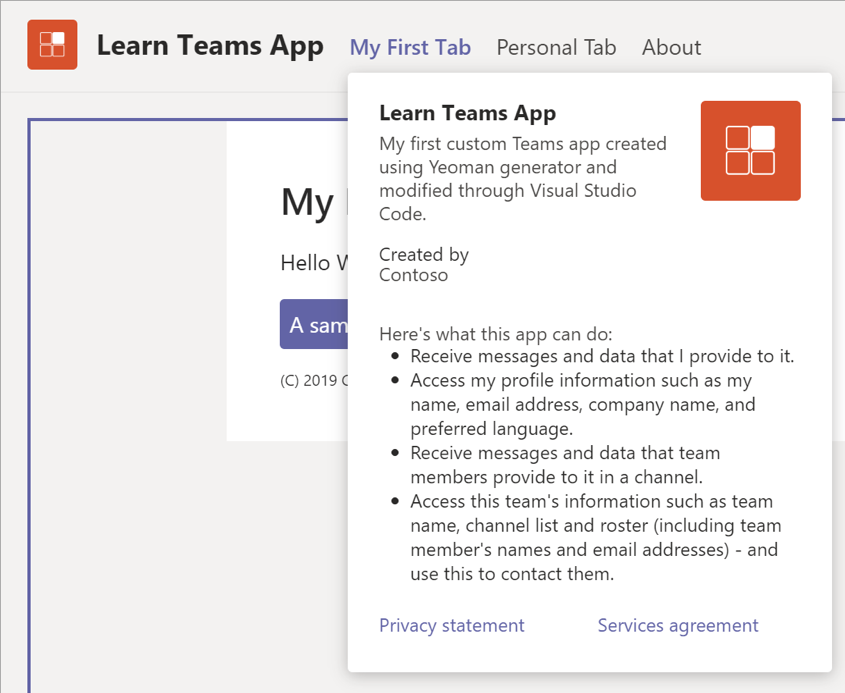 Learn Teams App My First Tab Personal Tab About
Learn Teams App
My first custom Teams app created
using Yeoman generator and
modified through Visual Studio
Code.
Created by
Contoso
Here's what this app can do:
• Receive messages and data that I provide to it.
• Access my profile information such as my
name, email address, company name, and
preferred language.
• Receive messages and data that team
members provide to it in a channel.
• Access this team's information such as team
name, channel list and roster (including team
member's names and email addresses) - and
use this to contact them.
Privacy statement Services agreement
My
Hello
A
(C) 2019